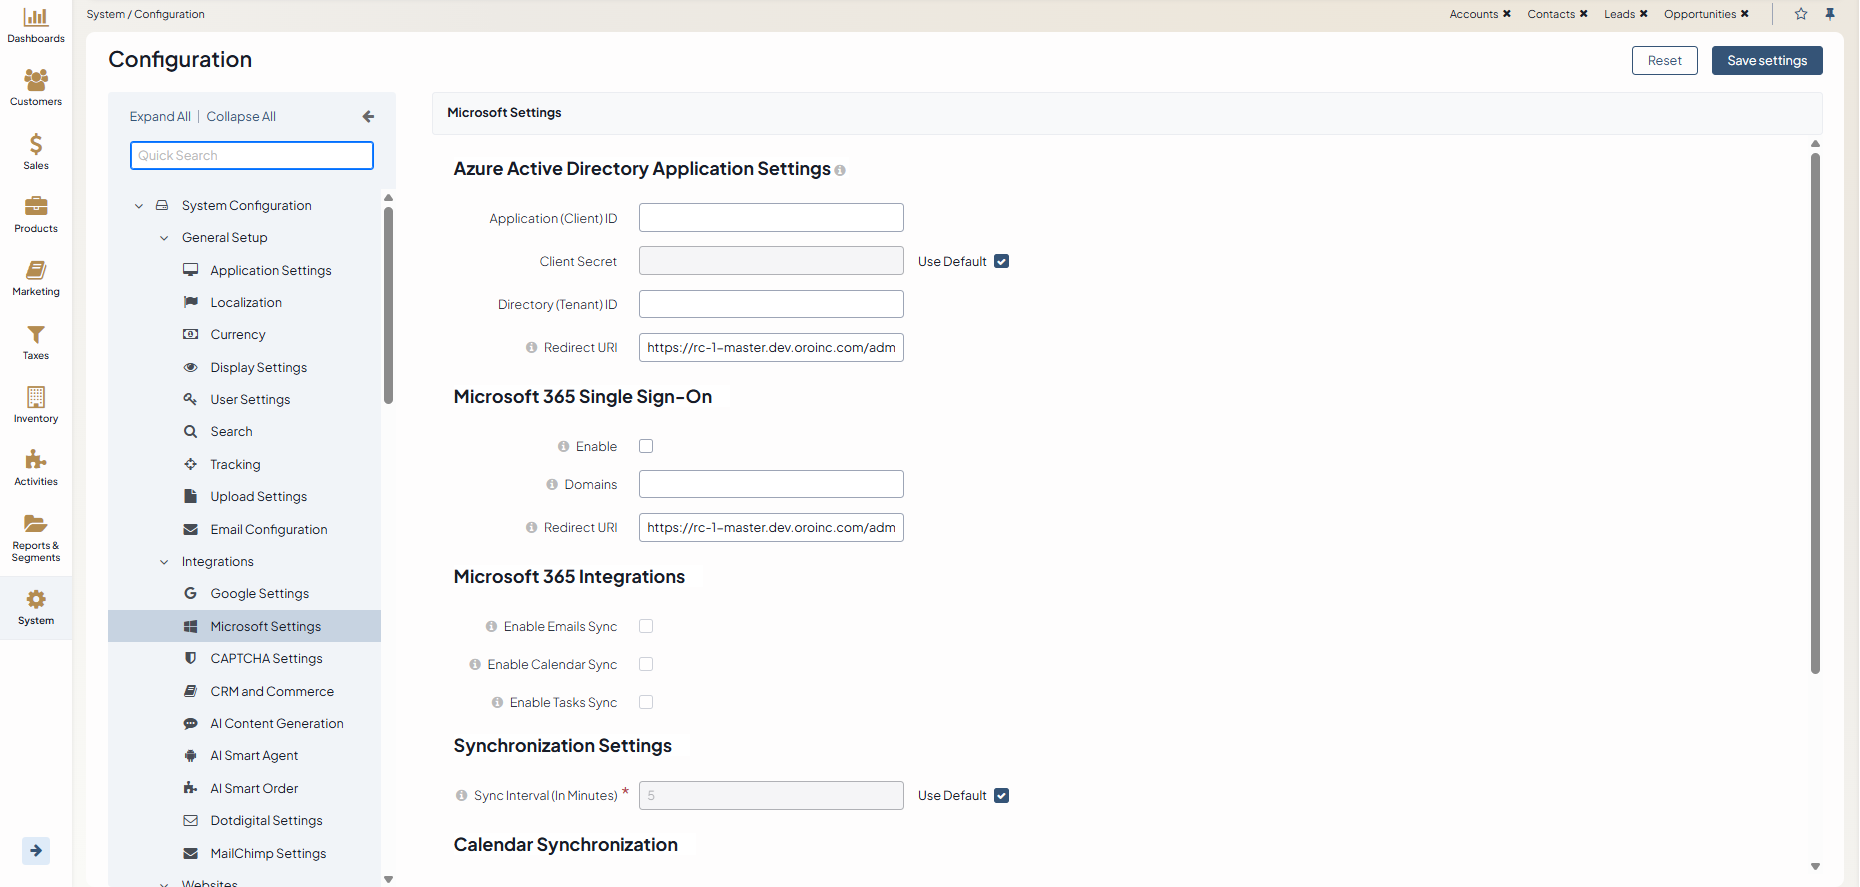 System / Configuration
Accounts ✖ Contacts ✖ Leads ✖ Opportunities ✖
Dashboards
Customers
Sales
Products
Marketing
Taxes
Inventory
Activities
Reports &
Segments
System
Configuration
Reset
Save settings
Expand All | Collapse All
Quick Search
System Configuration
General Setup
Application Settings
Localization
Currency
Display Settings
User Settings
Search
Tracking
Upload Settings
Email Configuration
Integrations
Google Settings
Microsoft Settings
CAPTCHA Settings
CRM and Commerce
AI Content Generation
AI Smart Agent
AI Smart Order
Dotdigital Settings
MailChimp Settings
Websites
Microsoft Settings
Azure Active Directory Application Settings
Application (Client) ID
Client Secret Use Default
Directory (Tenant) ID
Redirect URI https://rc-1-master.dev.oroinc.com/adm
Microsoft 365 Single Sign-On
Enable
Domains
Redirect URI https://rc-1-master.dev.oroinc.com/adm
Microsoft 365 Integrations
Enable Emails Sync
Enable Calendar Sync
Enable Tasks Sync
Synchronization Settings
Sync Interval (In Minutes) * 5 Use Default
Calendar Synchronization